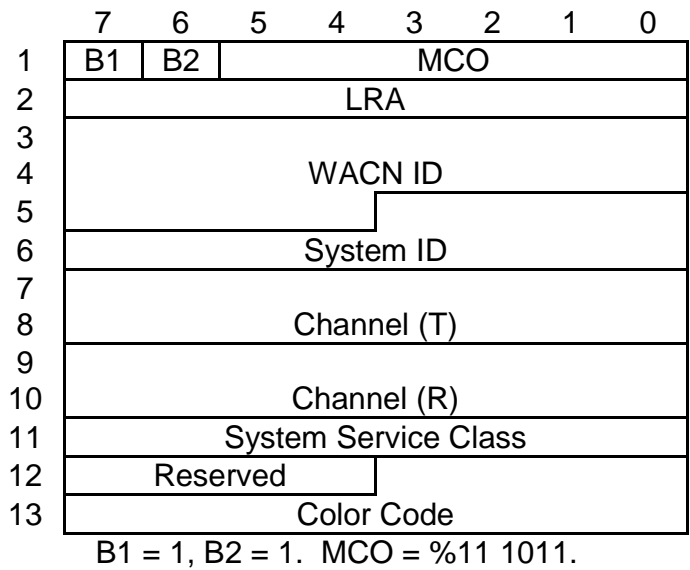 7 6 5 4 3 2 1 0
1 B1 B2 MCO
2 LRA
3
4 WACN ID
5
6 System ID
7
8 Channel (T)
9
10 Channel (R)
11 System Service Class
12 Reserved
13 Color Code
B1 = 1, B2 = 1. MCO = %11 1011.